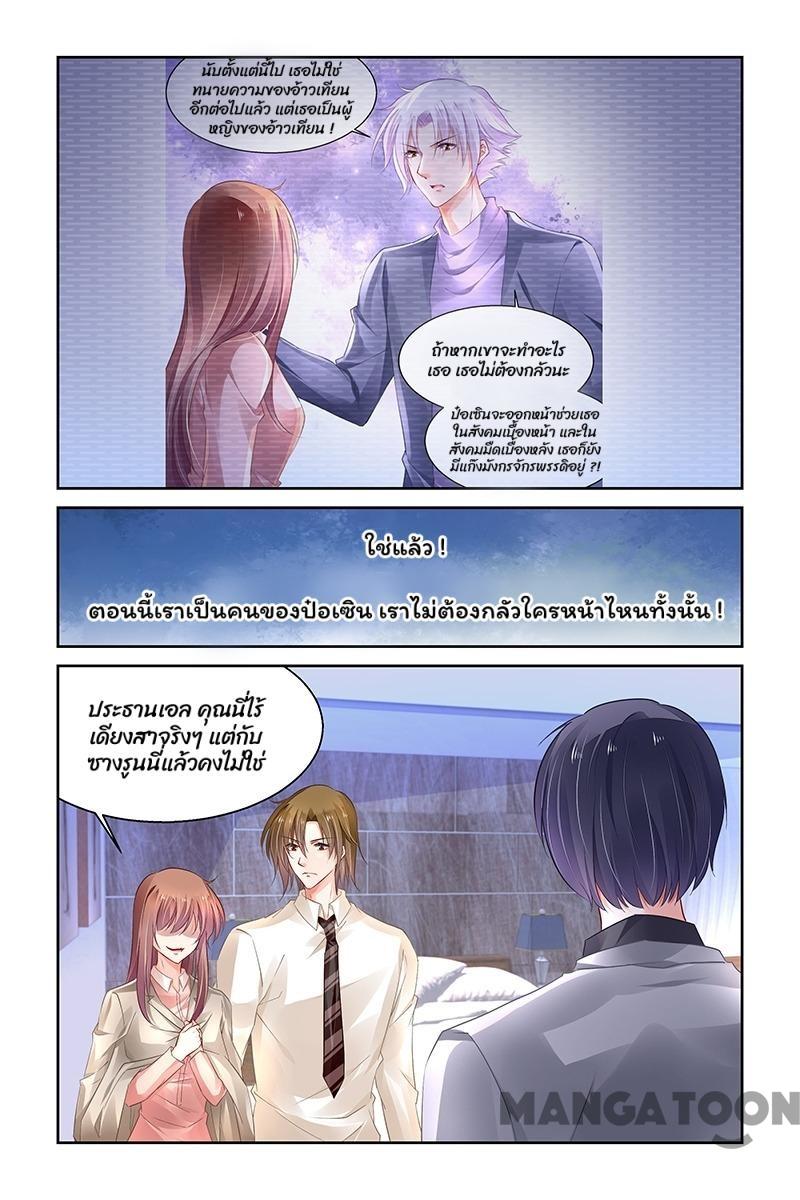 นับตั้งแต่นี้ไป เธอไม่ใช่
ทนายความของอ้าวเทียน
อีกต่อไปแล้ว แต่เธอเป็นผู้
หญิงของอ้าวเทียน !
ถ้าหากเขาจะทำอะไร
เธอ เธอไม่ต้องกลัวนะ
ป๋อเซินจะออกหน้าช่วยเธอ
ในสังคมเบื้องหน้า และใน
สังคมมืดเบื้องหลัง เธอก็ยัง
มีแก๊งมังกรจักรพรรดิอยู่ ?!
ใช่แล้ว !
ตอนนี้เราเป็นคนของป๋อเซิน เราไม่ต้องกลัวใครหน้าไหนทั้งนั้น !
ประธานเอล คุณนี่ไร้
เดียงสาจริงๆ แต่กับ
ซางรูนนี่แล้วคงไม่ใช่
MANGATOON